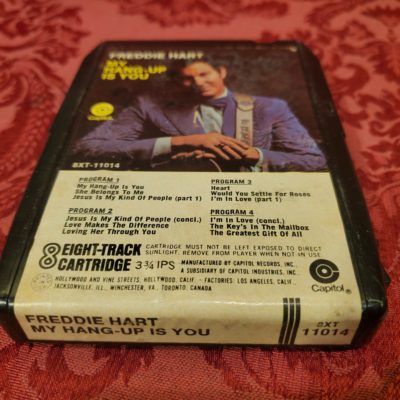 FREDDIE HART
MY
HANG-UP
IS YOU
Capitol
8XT-11014
PROGRAM 1
My Hang-Up Is You
She Belongs To Me
Jesus Is My Kind Of People (part 1)
PROGRAM 3
Heart
Would You Settle For Roses
I'm In Love (part 1)
PROGRAM 2
Jesus Is My Kind Of People (concl.)
Love Makes The Difference
Loving Her Through You
PROGRAM 4
I'm In Love (concl.)
The Key's In The Mailbox
The Greatest Gift Of All
8 EIGHT-TRACK
CARTRIDGE 3 3/4 IPS
CARTRIDGE MUST NOT BE LEFT EXPOSED TO DIRECT
SUNLIGHT. REMOVE FROM PLAYER WHEN NOT IN USE
MANUFACTURED BY CAPITOL RECORDS, INC.,
A SUBSIDIARY OF CAPITOL INDUSTRIES, INC.
HOLLYWOOD AND VINE STREETS, HOLLYWOOD, CALIF. · FACTORIES: LOS ANGELES, CALIF.,
JACKSONVILLE, ILL., WINCHESTER, VA., TORONTO, CANADA
Capitol
FREDDIE HART
MY HANG-UP IS YOU
8XT
11014